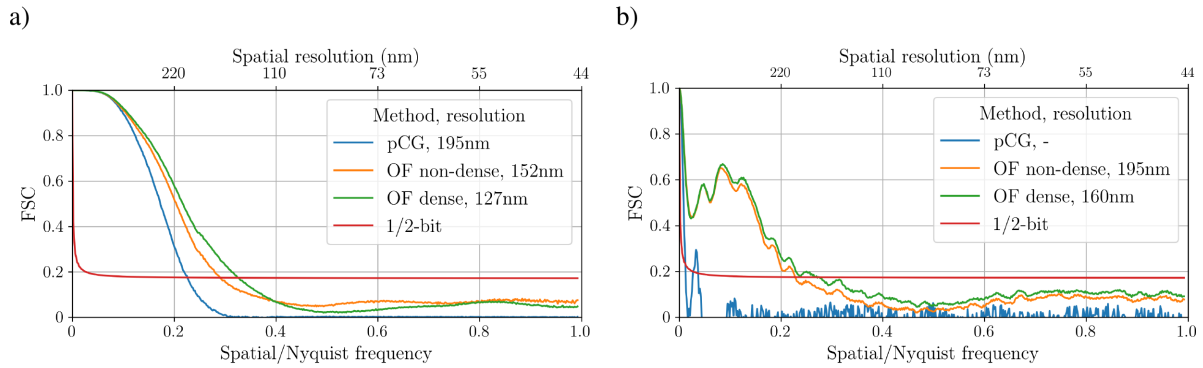 a)
Spatial resolution (nm)
220 110 73 55 44
1.0
0.8
0.6
0.4
0.2
0
FSC
Method, resolution
pCG, 195nm
OF non-dense, 152nm
OF dense, 127nm
1/2-bit
0 0.2 0.4 0.6 0.8 1.0
Spatial/Nyquist frequency
b)
Spatial resolution (nm)
220 110 73 55 44
1.0
0.8
0.6
0.4
0.2
0
FSC
Method, resolution
pCG, -
OF non-dense, 195nm
OF dense, 160nm
1/2-bit
0 0.2 0.4 0.6 0.8 1.0
Spatial/Nyquist frequency